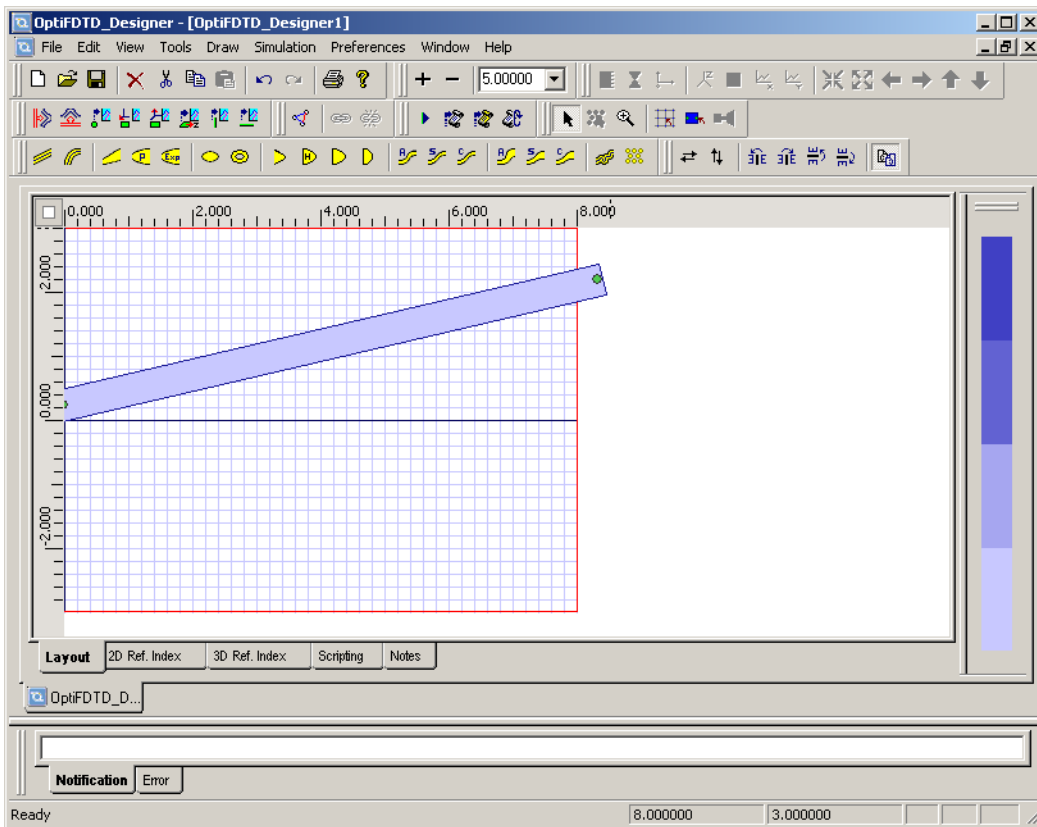 OptiFDTD_Designer - [OptiFDTD_Designer1]
File Edit View Tools Draw Simulation Preferences Window Help
5.00000
0.000 2.000 4.000 6.000 8.000
2.000
0.000
-2.000
Layout 2D Ref. Index 3D Ref. Index Scripting Notes
OptiFDTD_D...
Notification Error
Ready 8.000000 3.000000